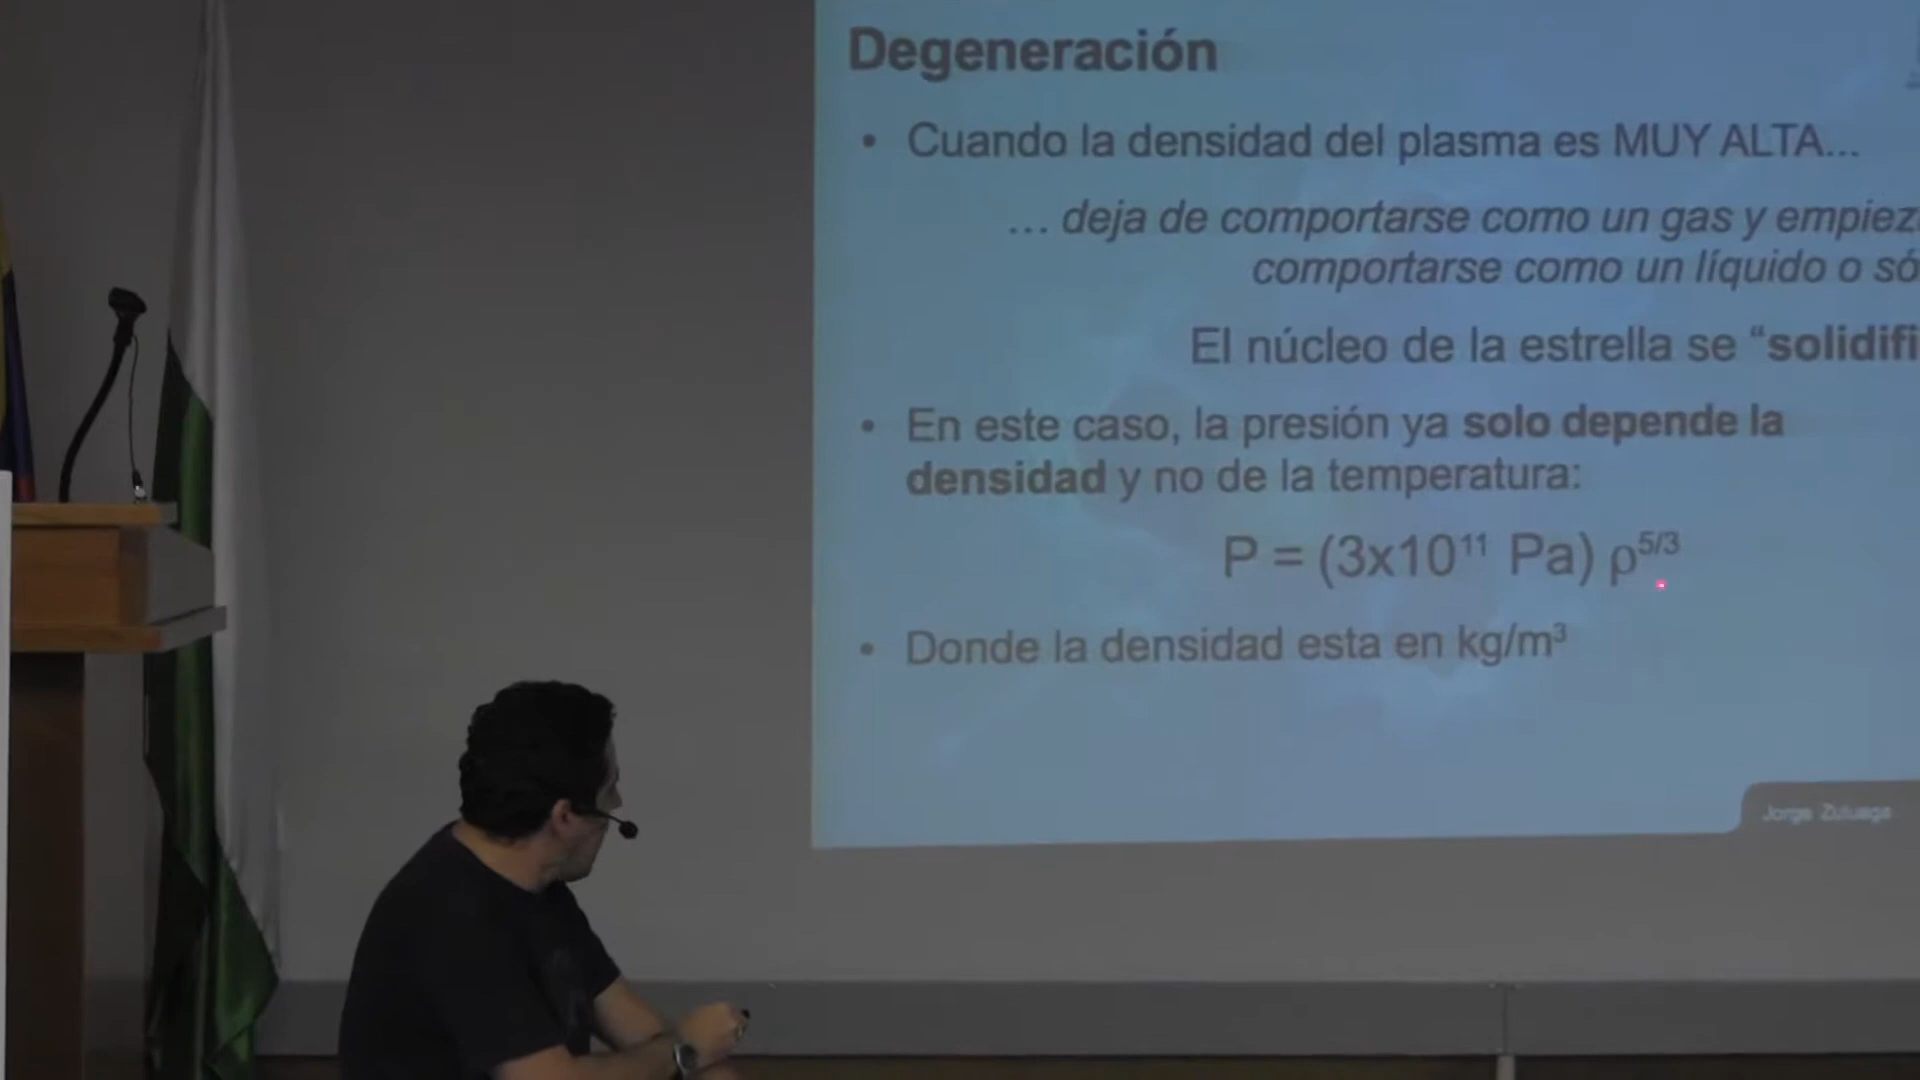 Degeneración
• Cuando la densidad del plasma es MUY ALTA...
... deja de comportarse como un gas y empiez
comportarse como un líquido o só
El núcleo de la estrella se “solidifi
• En este caso, la presión ya solo depende la
densidad y no de la temperatura:
P = (3x10¹¹ Pa) ρ⁵/³
• Donde la densidad esta en kg/m³
Jorge Zuluaga